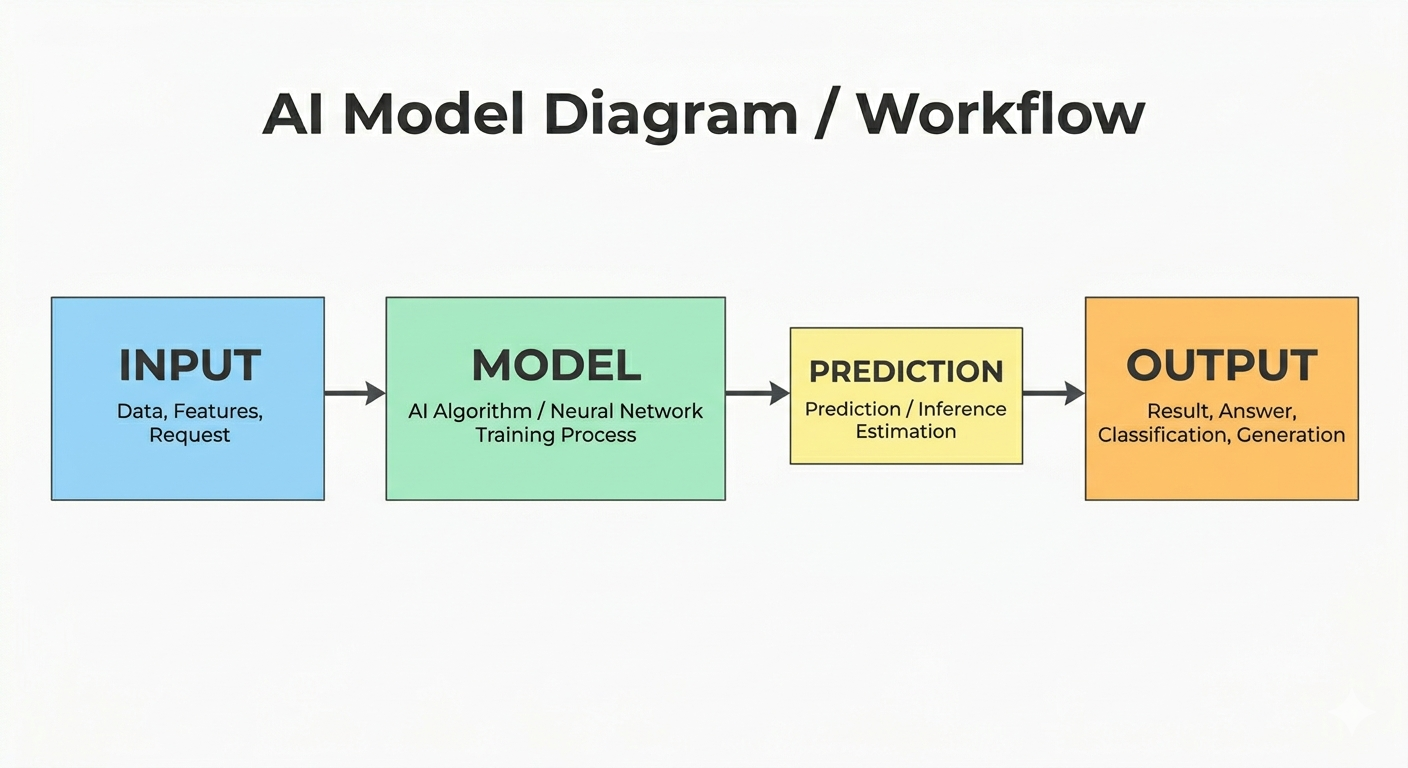 AI Model Diagram / Workflow
INPUT
Data, Features,
Request
MODEL
AI Algorithm / Neural Network
Training Process
PREDICTION
Prediction / Inference
Estimation
OUTPUT
Result, Answer,
Classification, Generation